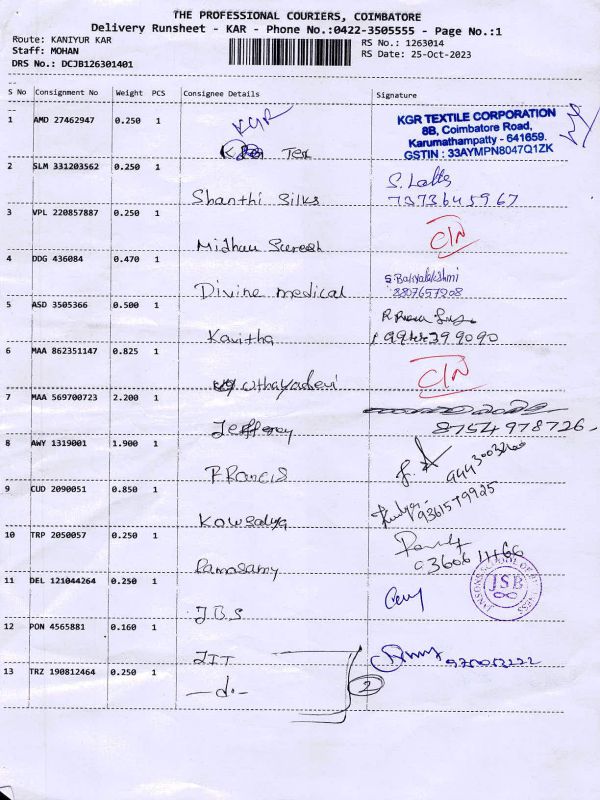 THE PROFESSIONAL COURIERS, COIMBATORE
Delivery Runsheet - KAR - Phone No.:0422-3505555 - Page No.:1
Route: KANIYUR KAR
RS No.: 1263014
Staff: MOHAN
RS Date: 25-Oct-2023
DRS No.: DCJB126301401
S No Consignment No Weight PCS Consignee Details Signature
1 AMD 27462947 0.250 1 KGR Tex
KGR TEXTILE CORPORATION
8B, Coimbatore Road,
Karumathampatty - 641659.
GSTIN : 33AYMPN8047Q1ZK
2 SLM 331203562 0.250 1 Shanthi Silks
3 VPL 220857887 0.250 1 Midhun Suresh
4 DDG 436084 0.470 1 Divine medical
8807657208
5 ASD 3505366 0.500 1 Kavitha
6 MAA 862351147 0.825 1 Uthayadevi
7 MAA 569700723 2.200 1 Jeffrey
8754978726
8 AWY 1319001 1.900 1 Francis
9 CUD 2090051 0.850 1 Kowsalya
9361579925
10 TRP 2050057 0.250 1 Ramasamy
11 DEL 121044264 0.250 1 J.B.S
JSB
12 PON 4565881 0.160 1 JIT
13 TRZ 190812464 0.250 1 —do—
2